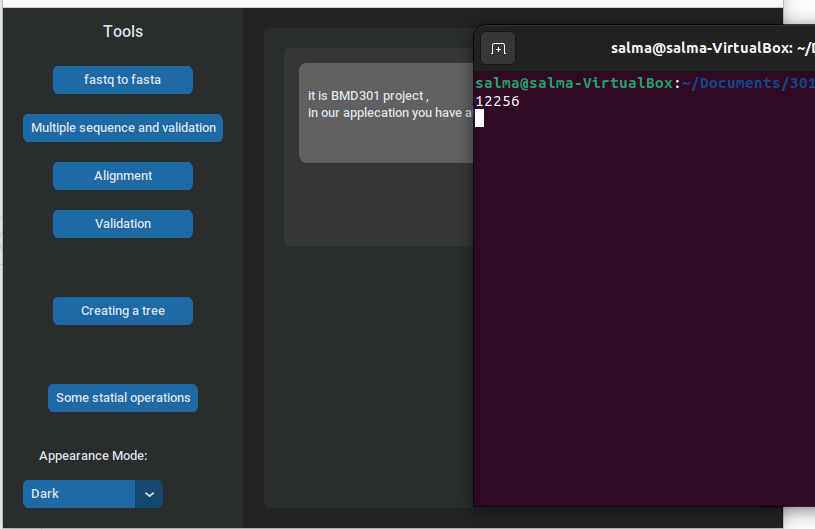 Tools
fastq to fasta
Multiple sequence and validation
Alignment
Validation
Creating a tree
Some statial operations
Appearance Mode:
Dark
it is BMD301 project ,
in our applecation you have a
salma@salma-VirtualBox: ~/D
salma@salma-VirtualBox:~/Documents/301
12256